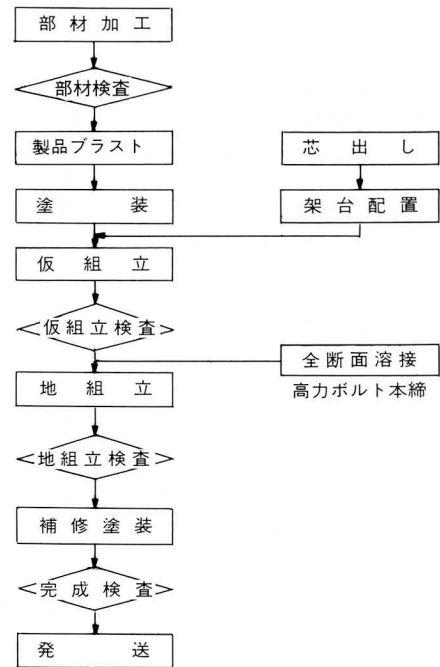 部材加工
部材検査
製品ブラスト
芯出し
塗装
架台配置
仮組立
仮組立検査
全断面溶接
地組立
高力ボルト本締
地組立検査
補修塗装
完成検査
発送